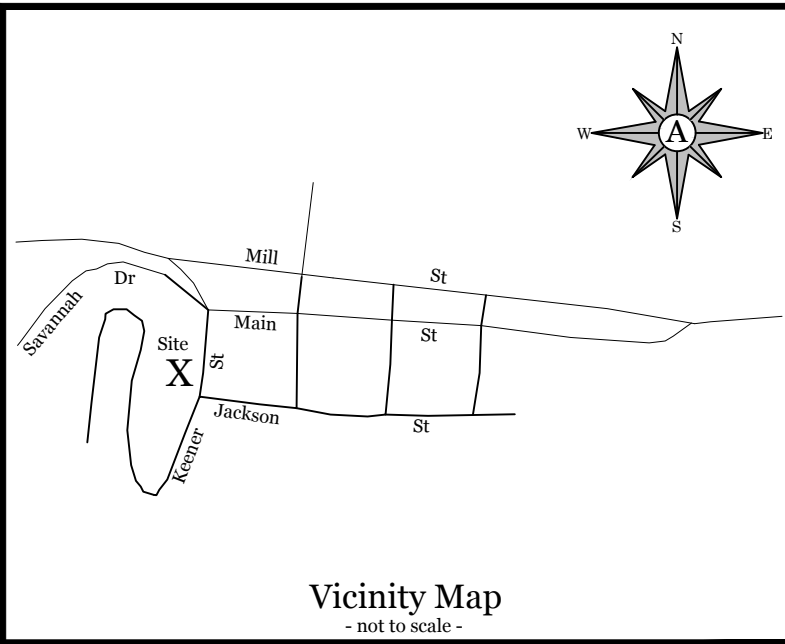 N
W A E
S
Mill St
Dr
Savannah
Main St
Site
X
St
Jackson St
Keener
Vicinity Map
- not to scale -